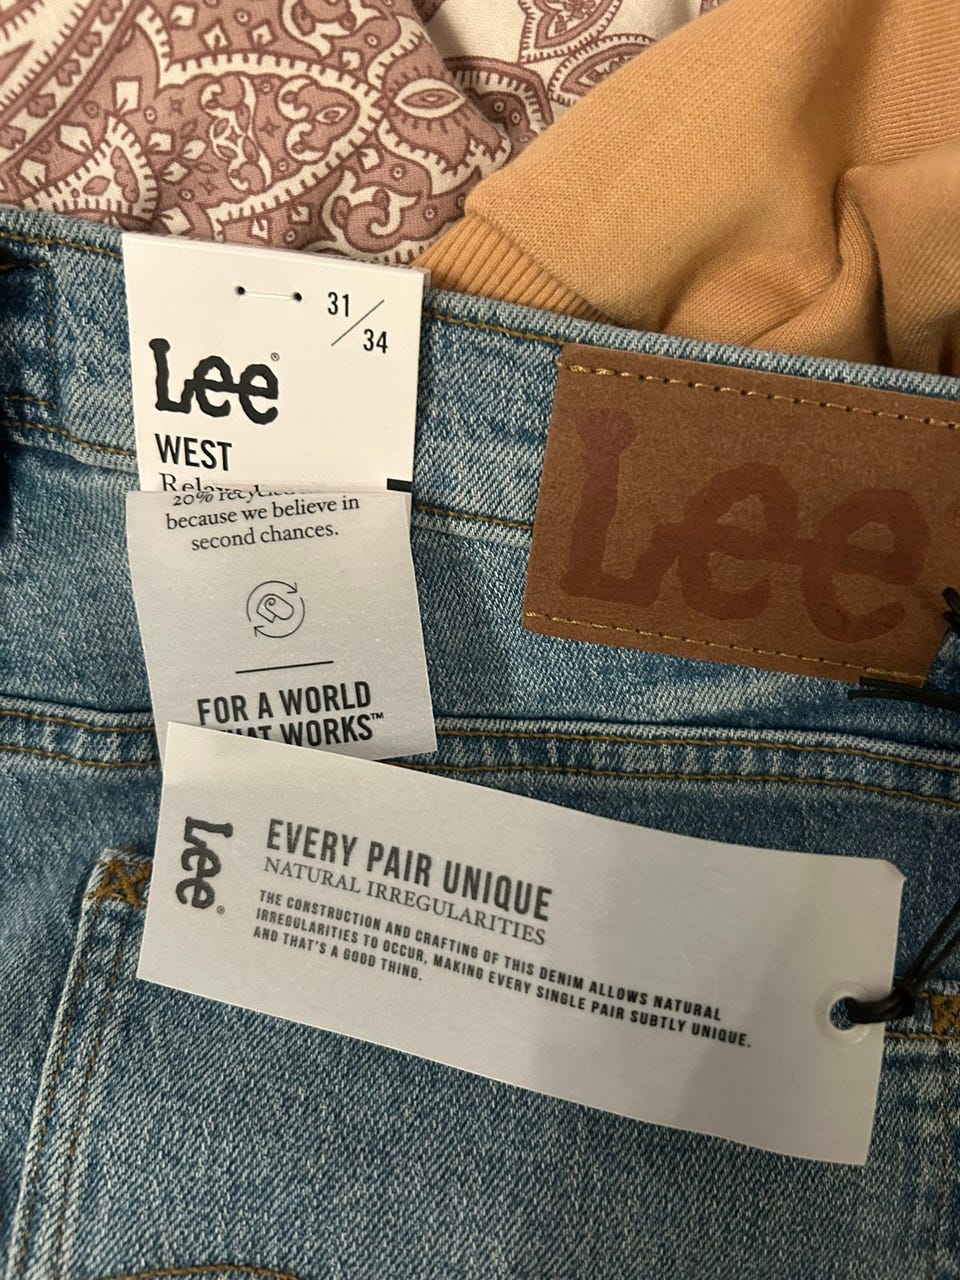 31
34
Lee®
WEST
20%
because we believe in
second chances.
FOR A WORLD
WORKS™
Lee
Lee®
EVERY PAIR UNIQUE
NATURAL IRREGULARITIES
THE CONSTRUCTION AND CRAFTING OF THIS DENIM ALLOWS NATURAL
IRREGULARITIES TO OCCUR, MAKING EVERY SINGLE PAIR SUBTLY UNIQUE.
AND THAT'S A GOOD THING.